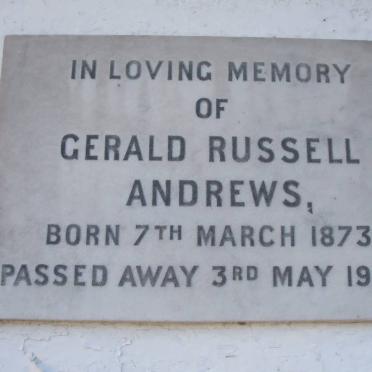 IN LOVING MEMORY
OF
GERALD RUSSELL
ANDREWS,
BORN 7TH MARCH 1873
PASSED AWAY 3RD MAY 19